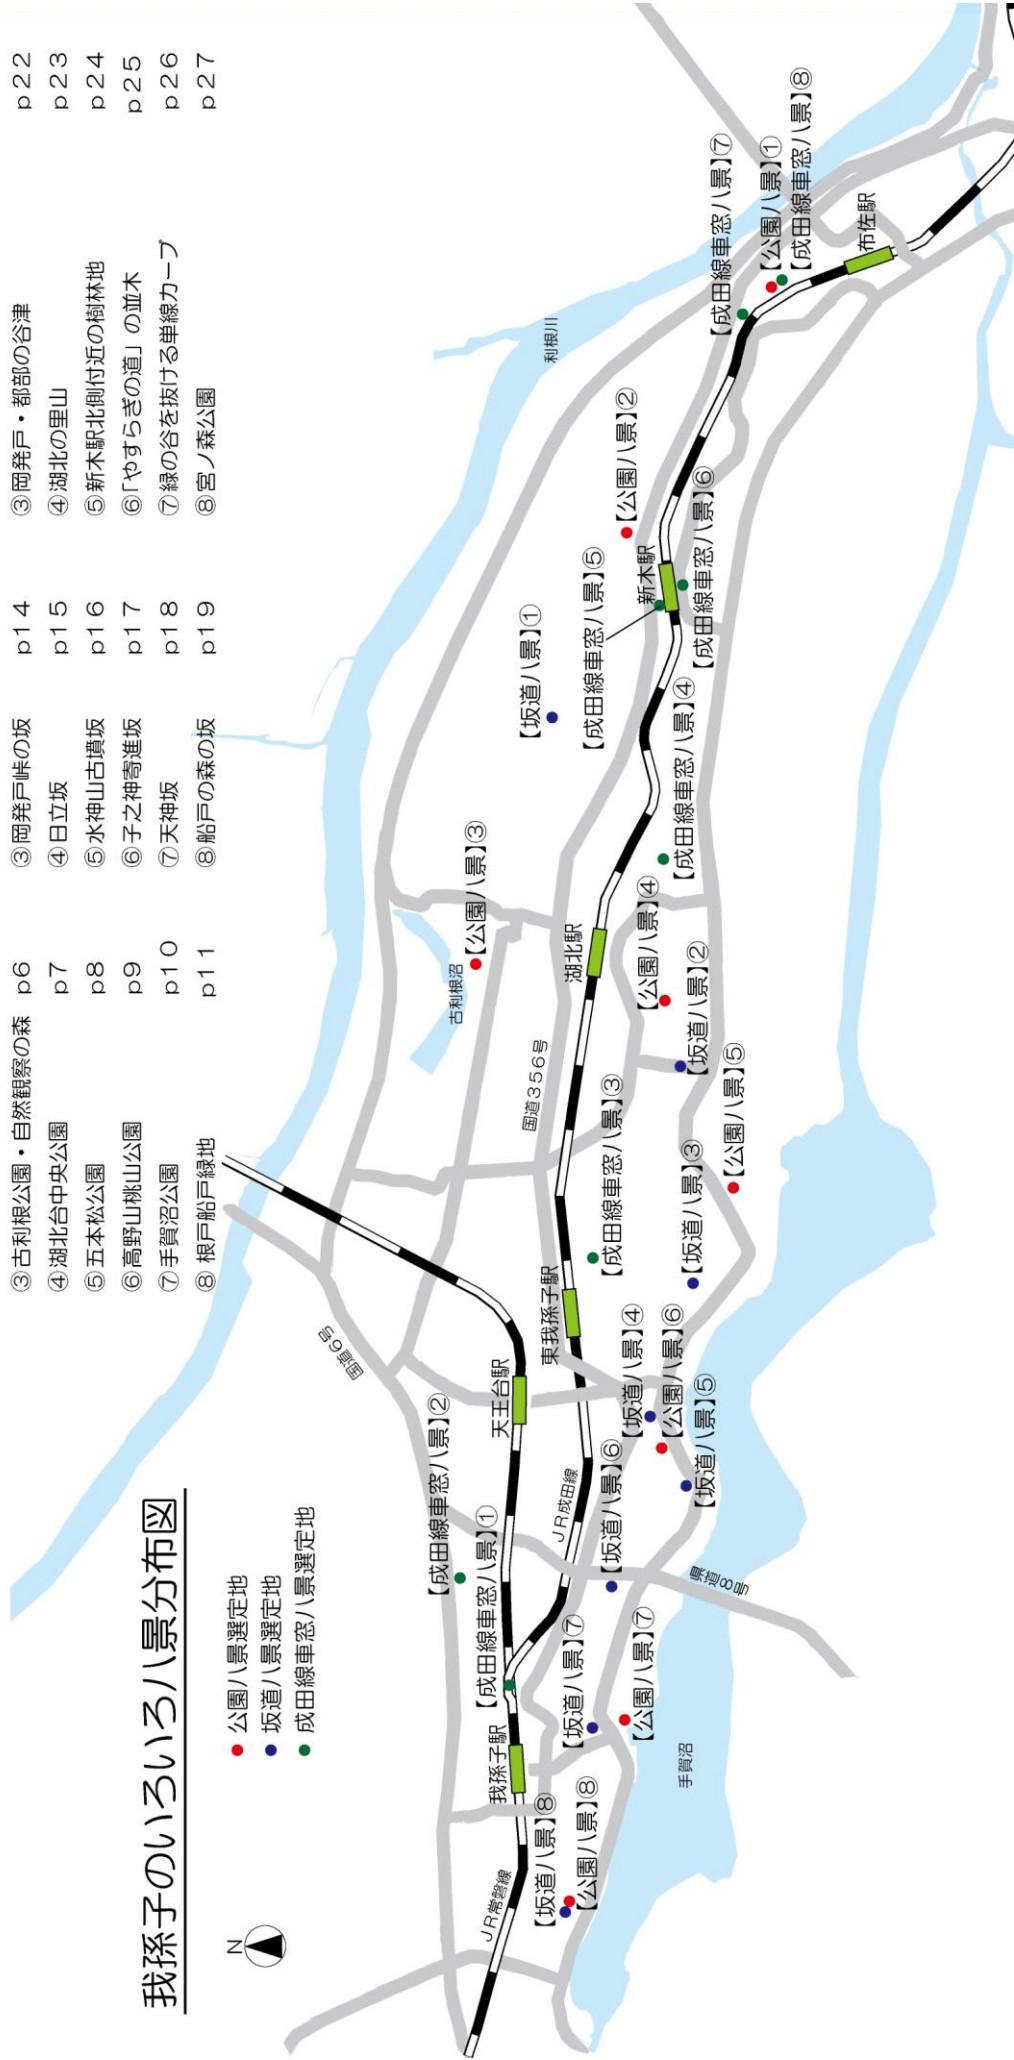 我孫子のいろいろ八景分布図
N
公園八景選定地
坂道八景選定地
成田線車窓八景選定地
③古利根公園・自然観察の森 p6
④湖北台中央公園 p7
⑤五本松公園 p8
⑥高野山桃山公園 p9
⑦手賀沼公園 p10
⑧根戸船戸緑地 p11
③岡発戸峠の坂 p14
④日立坂 p15
⑤水神山古墳坂 p16
⑥子之神寄進坂 p17
⑦天神坂 p18
⑧船戸の森の坂 p19
③岡発戸・都部の谷津 p22
④湖北の里山 p23
⑤新木駅北側付近の樹林地 p24
⑥「やすらぎの道」の並木 p25
⑦緑の谷を抜ける単線カーブ p26
⑧宮ノ森公園 p27
JR常磐線
我孫子駅
【坂道八景】⑧
【公園八景】⑧
【成田線車窓八景】①
【成田線車窓八景】②
【坂道八景】⑦
【公園八景】⑦
手賀沼
県道8号
JR成田線
【坂道八景】⑥
天王台駅
国道6号
東我孫子駅
【坂道八景】④
【公園八景】⑥
【坂道八景】⑤
【成田線車窓八景】③
【坂道八景】③
【公園八景】⑤
国道356号
古利根沼
【公園八景】③
湖北駅
【公園八景】④
【坂道八景】②
【成田線車窓八景】④
【坂道八景】①
【成田線車窓八景】⑤
新木駅
【成田線車窓八景】⑥
【公園八景】②
利根川
【成田線車窓八景】⑦
【公園八景】①
【成田線車窓八景】⑧
布佐駅